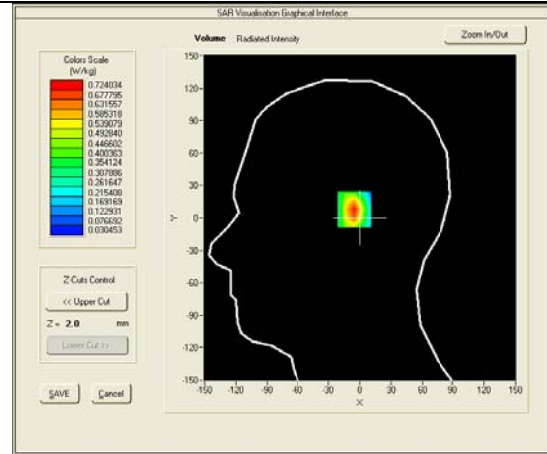 SAR Visualisation Graphical Interface
Volume Radiated Intensity
Zoom In/Out
Colors Scale
(W/kg)
0.724034
0.677795
0.631557
0.585318
0.539079
0.492840
0.446602
0.400363
0.354124
0.307886
0.261647
0.215408
0.169169
0.122931
0.076692
0.030453
Z Cuts Control
<< Upper Cut
Z = 2.0 mm
Lower Cut >>
SAVE Cancel
150
120
90
60
30
0
-30
-60
-90
-120
-150
Y
-150 -120 -90 -60 -30 0 30 60 90 120 150
X